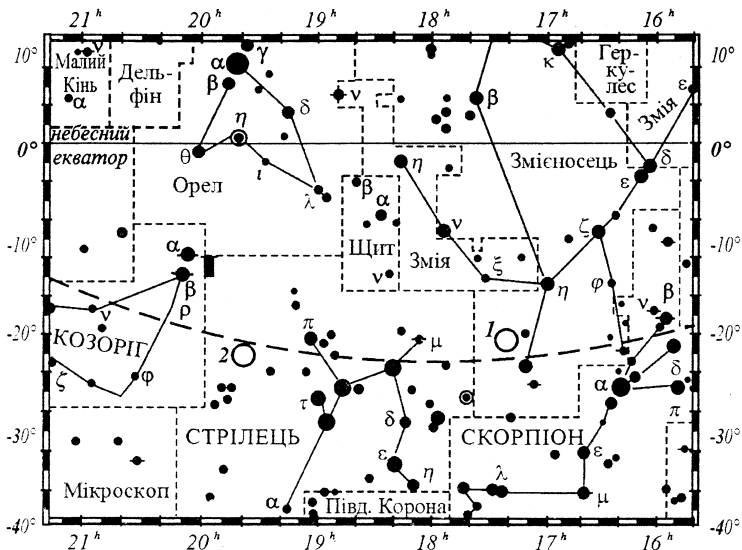 21ʰ 20ʰ 19ʰ 18ʰ 17ʰ 16ʰ
10° 10°
Малий
Кінь
ν
α
Дель-
фін
α γ
β
δ
η
θ
ι
λ
Орел
небесний
екватор
ν
β
κ
Гер-
ку-
лес
Змія
ε
0° 0°
Змієносець
δ
ε
η
ν
ζ
ξ
η
φ
β
α
Щит
ν
Змія
-10° -10°
α
β
ρ
ν
КОЗОРІГ
ζ
φ
-20° -20°
π
2
1
μ
ν β
δ
α
π
τ
СТРІЛЕЦЬ
δ
СКОРПІОН
-30° -30°
ε
η
ε
λ
μ
Мікроскоп
α
Півд. Корона
-40° -40°
21ʰ 20ʰ 19ʰ 18ʰ 17ʰ 16ʰ